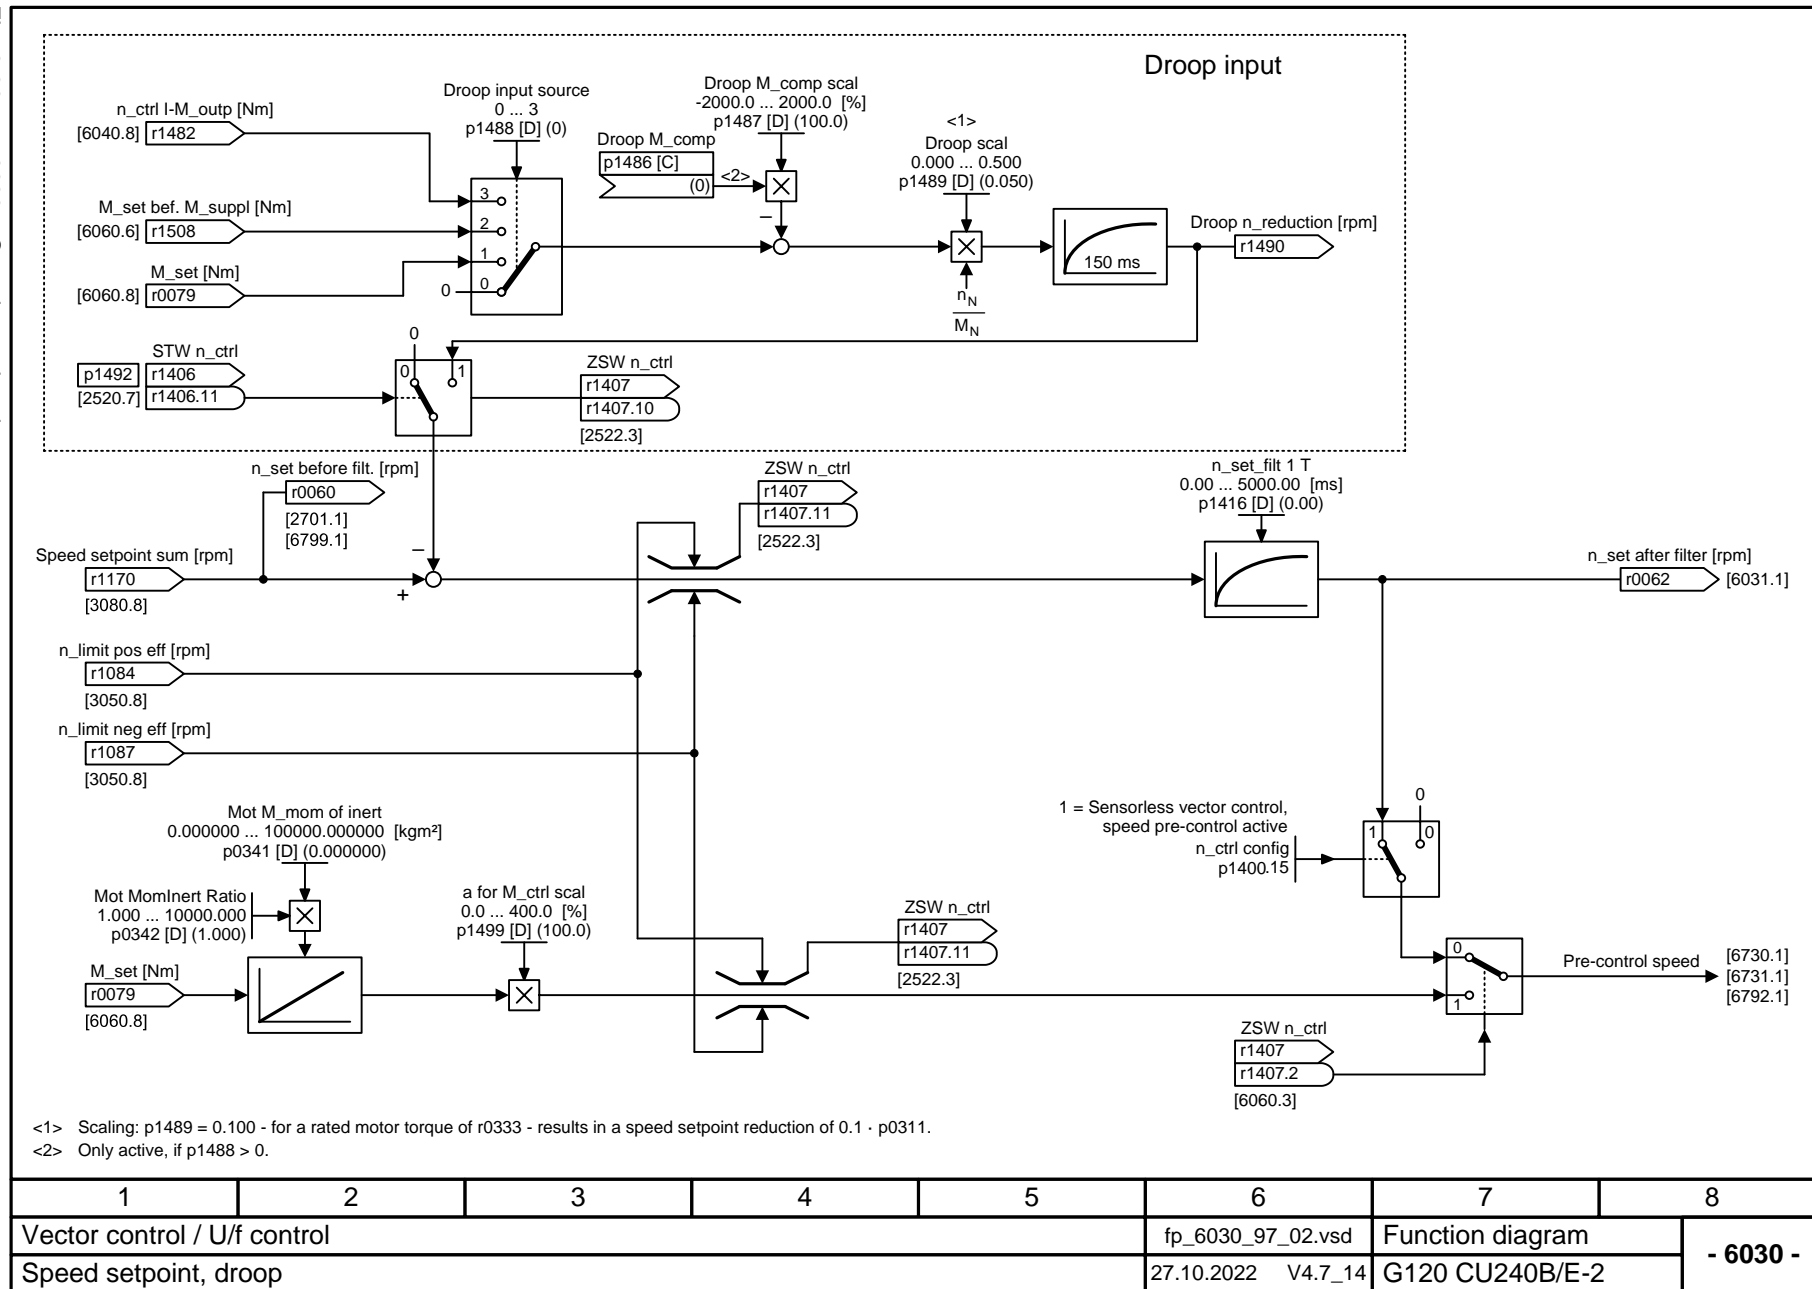 Droop input
n_ctrl I-M_outp [Nm]
[6040.8] r1482
Droop input source
0 ... 3
p1488 [D] (0)
Droop M_comp scal
-2000.0 ... 2000.0 [%]
p1487 [D] (100.0)
Droop M_comp
p1486 [C]
(0)
<2>
<1>
Droop scal
0.000 ... 0.500
p1489 [D] (0.050)
M_set bef. M_suppl [Nm]
[6060.6] r1508
M_set [Nm]
[6060.8] r0079
3
2
1
0
0
–
n_N
M_N
150 ms
Droop n_reduction [rpm]
r1490
STW n_ctrl
p1492 r1406
[2520.7] r1406.11
0
0 1
ZSW n_ctrl
r1407
r1407.10
[2522.3]
n_set before filt. [rpm]
r0060
[2701.1]
[6799.1]
ZSW n_ctrl
r1407
r1407.11
[2522.3]
n_set_filt 1 T
0.00 ... 5000.00 [ms]
p1416 [D] (0.00)
Speed setpoint sum [rpm]
r1170
[3080.8]
–
+
n_set after filter [rpm]
r0062 [6031.1]
n_limit pos eff [rpm]
r1084
[3050.8]
n_limit neg eff [rpm]
r1087
[3050.8]
Mot M_mom of inert
0.000000 ... 100000.000000 [kgm²]
p0341 [D] (0.000000)
Mot MomInert Ratio
1.000 ... 10000.000
p0342 [D] (1.000)
a for M_ctrl scal
0.0 ... 400.0 [%]
p1499 [D] (100.0)
M_set [Nm]
r0079
[6060.8]
ZSW n_ctrl
r1407
r1407.11
[2522.3]
1 = Sensorless vector control,
speed pre-control active
n_ctrl config
p1400.15
0
1 0
0
1
Pre-control speed
[6730.1]
[6731.1]
[6792.1]
ZSW n_ctrl
r1407
r1407.2
[6060.3]
<1> Scaling: p1489 = 0.100 - for a rated motor torque of r0333 - results in a speed setpoint reduction of 0.1 · p0311.
<2> Only active, if p1488 > 0.
1 2 3 4 5 6 7 8
Vector control / U/f control
fp_6030_97_02.vsd
Function diagram
- 6030 -
Speed setpoint, droop
27.10.2022 V4.7_14
G120 CU240B/E-2